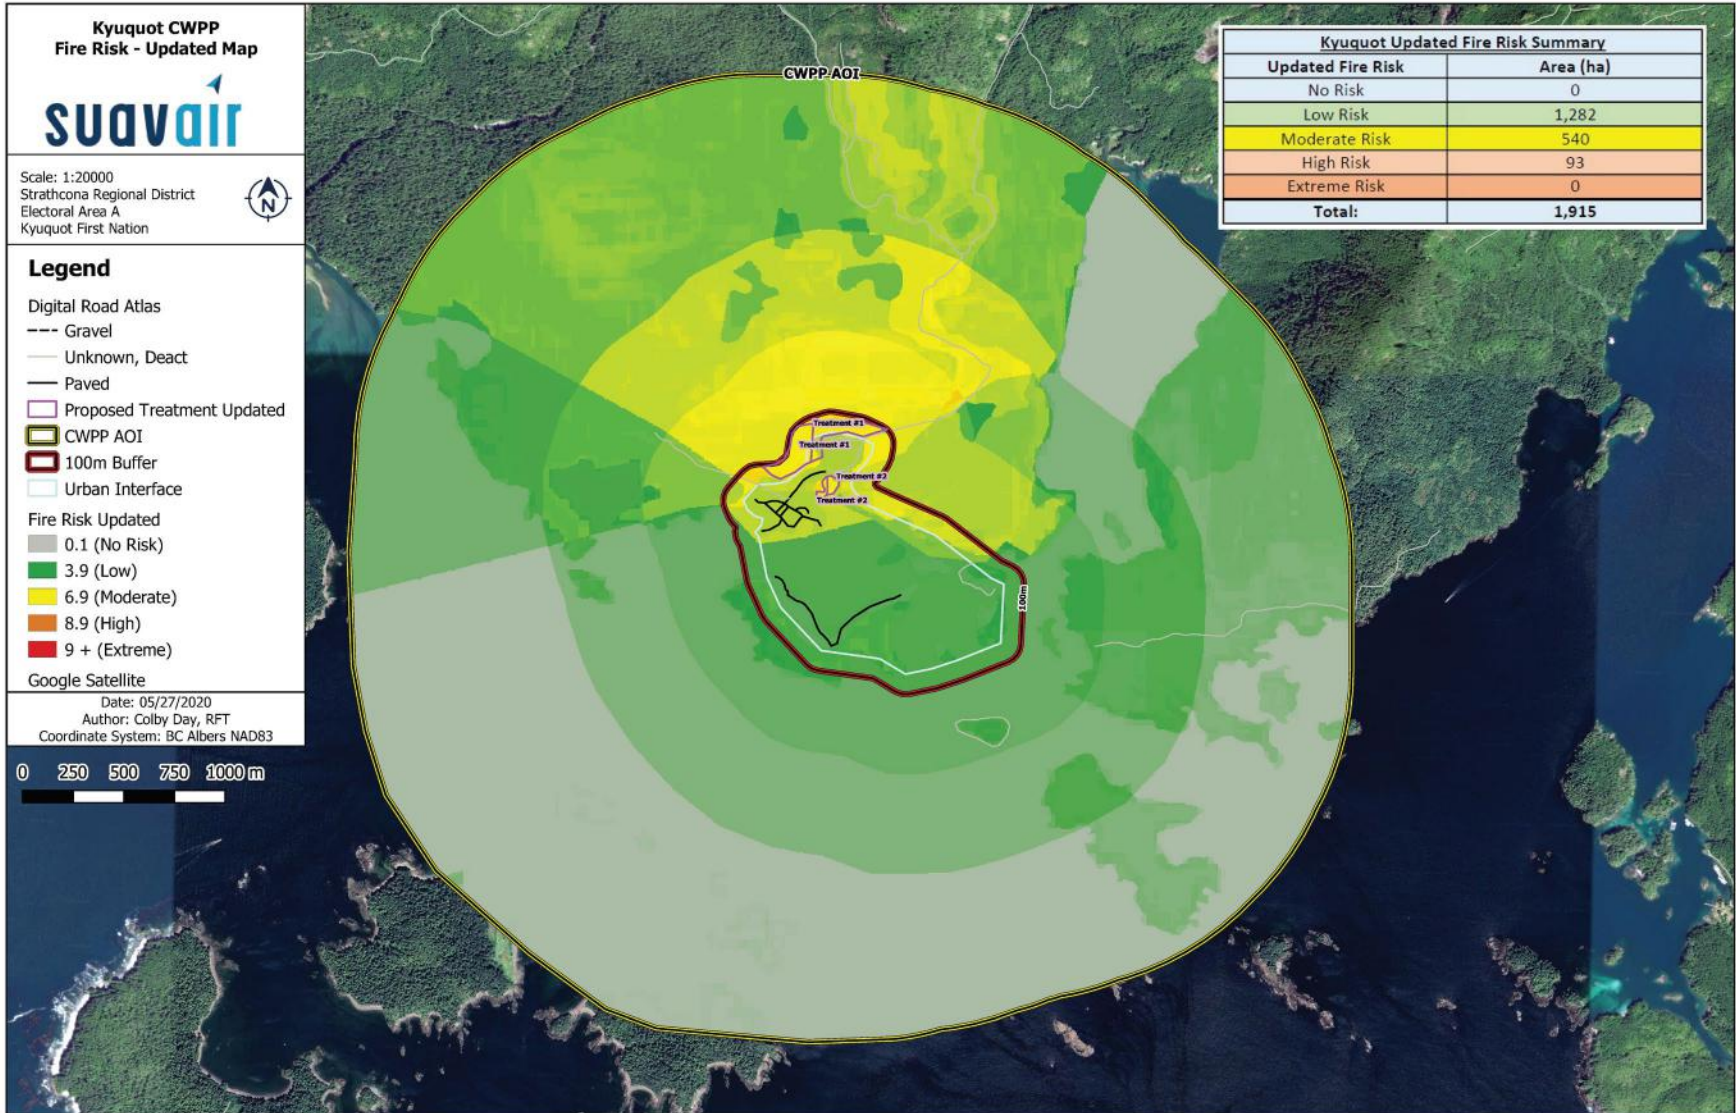 Kyuquot CWPP
Fire Risk - Updated Map
suavair
Scale: 1:20000
Strathcona Regional District
Electoral Area A
Kyuquot First Nation
N
Legend
Digital Road Atlas
Gravel
Unknown, Deact
Paved
Proposed Treatment Updated
CWPP AOI
100m Buffer
Urban Interface
Fire Risk Updated
0.1 (No Risk)
3.9 (Low)
6.9 (Moderate)
8.9 (High)
9 + (Extreme)
Google Satellite
Date: 05/27/2020
Author: Colby Day, RFT
Coordinate System: BC Albers NAD83
0 250 500 750 1000 m
CWPP AOI
Treatment #1
Treatment #1
Treatment #2
Treatment #2
100m
Kyuquot Updated Fire Risk Summary
Updated Fire Risk Area (ha)
No Risk 0
Low Risk 1,282
Moderate Risk 540
High Risk 93
Extreme Risk 0
Total: 1,915